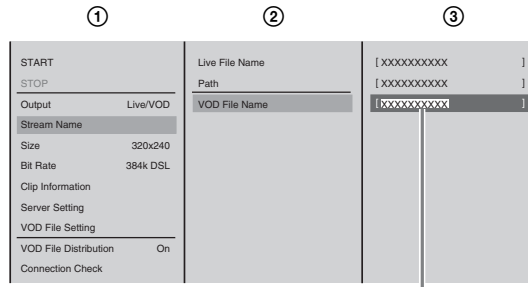 ① ② ③
START
STOP
Output Live/VOD
Stream Name
Size 320x240
Bit Rate 384k DSL
Clip Information
Server Setting
VOD File Setting
VOD File Distribution On
Connection Check
Live File Name
Path
VOD File Name
[ XXXXXXXXXX ]
[ XXXXXXXXXX ]
[ XXXXXXXXXX ]